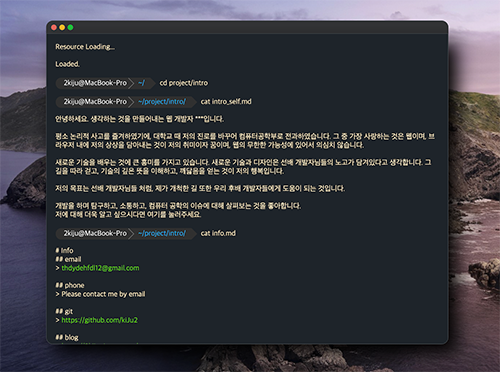 Resource Loading...
Loaded.
2kiju@MacBook-Pro ~/ cd project/intro
2kiju@MacBook-Pro ~/project/intro/ cat intro_self.md
안녕하세요. 생각하는 것을 만들어내는 웹 개발자 ***입니다.
평소 논리적 사고를 즐겨하였기에, 대학교 때 저의 진로를 바꾸어 컴퓨터공학부로 전과하였습니다. 그 중 가장 사랑하는 것은 웹이며, 브
라우저 내에 저의 상상을 담아내는 것이 저의 취미이자 꿈이며, 웹의 무한한 가능성에 있어서 의심치 않습니다.
새로운 기술을 배우는 것에 큰 흥미를 가지고 있습니다. 새로운 기술과 디자인은 선배 개발자님들의 노고가 담겨있다고 생각합니다. 그
길을 따라 걷고, 기술의 깊은 뜻을 이해하고, 깨달음을 얻는 것이 저의 행복입니다.
저의 목표는 선배 개발자님들 처럼, 제가 개척한 길 또한 우리 후배 개발자들에게 도움이 되는 것입니다.
개발을 하며 탐구하고, 소통하고, 컴퓨터 공학의 이슈에 대해 살펴보는 것을 좋아합니다.
저에 대해 더욱 알고 싶으시다면 여기를 눌러주세요.
2kiju@MacBook-Pro ~/project/intro/ cat info.md
# Info
## email
> thdydehfdl12@gmail.com
## phone
> Please contact me by email
## git
> https://github.com/kiJu2
## blog